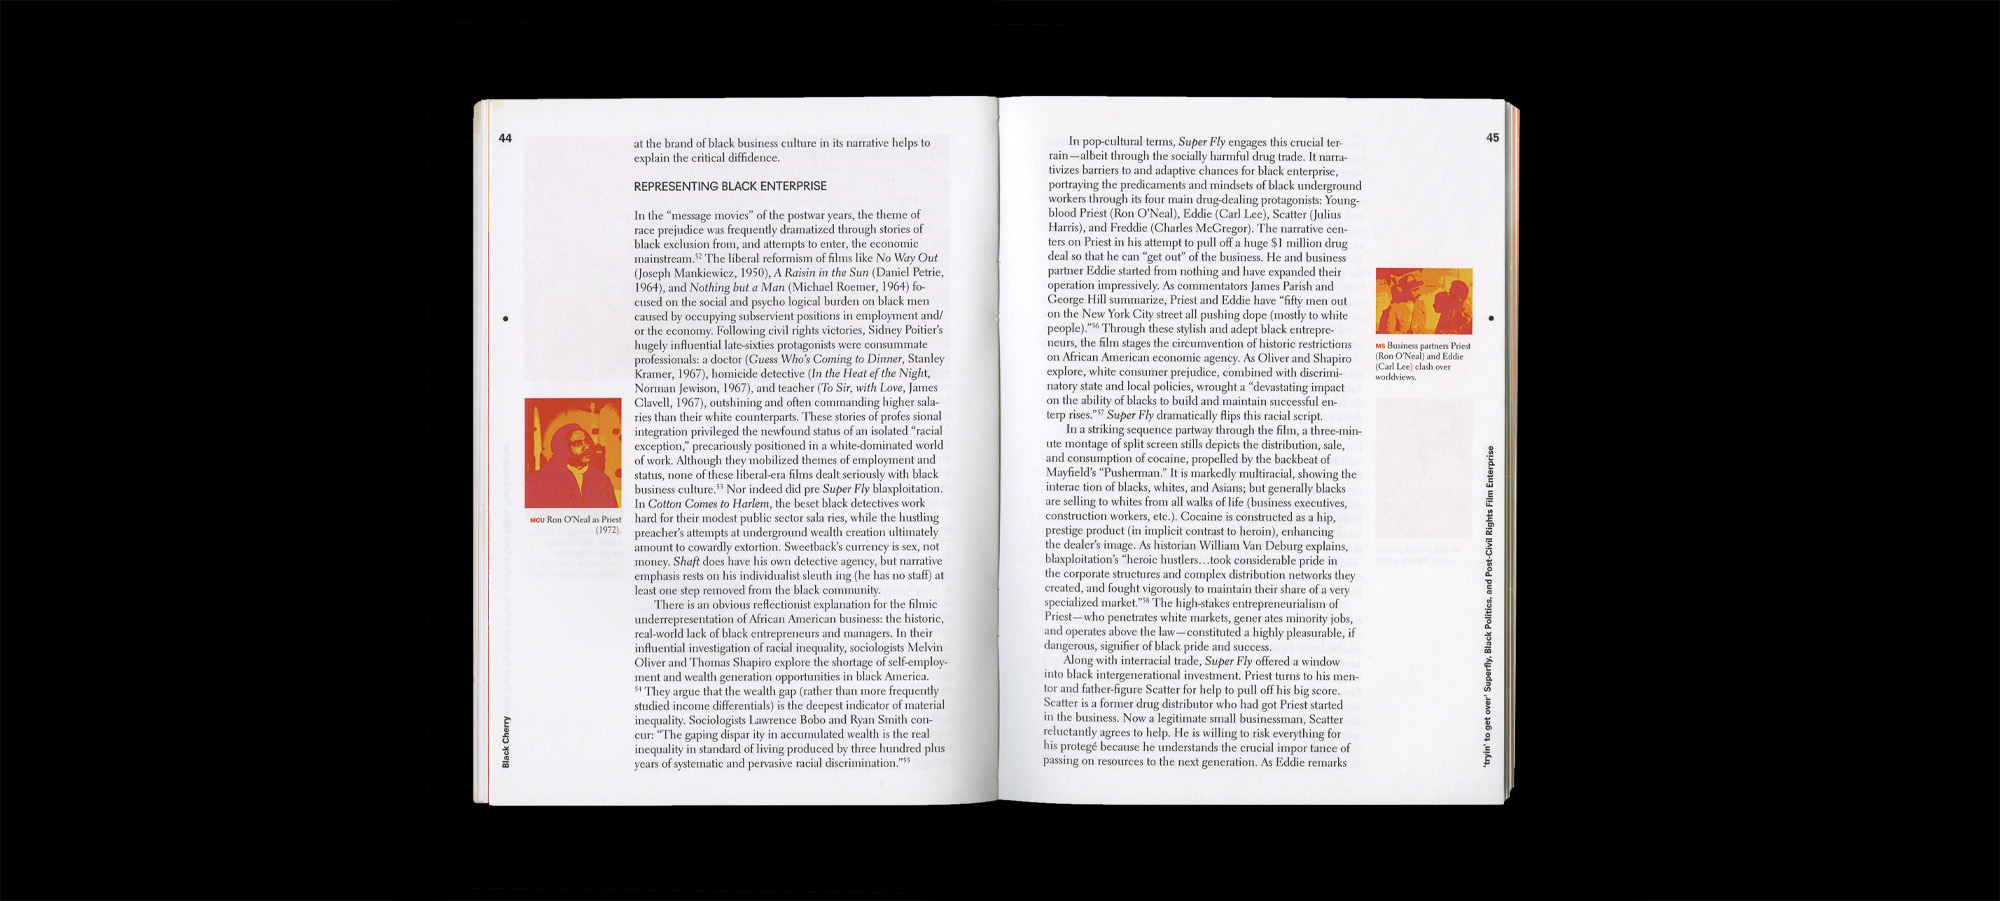 44
at the brand of black business culture in its narrative helps to
explain the critical diffidence.
REPRESENTING BLACK ENTERPRISE
In the “message movies” of the postwar years, the theme of
race prejudice was frequently dramatized through stories of
black exclusion from, and attempts to enter, the economic
mainstream.⁵² The liberal reformism of films like No Way Out
(Joseph Mankiewicz, 1950), A Raisin in the Sun (Daniel Petrie,
1964), and Nothing but a Man (Michael Roemer, 1964) fo-
cused on the social and psycho logical burden on black men
caused by occupying subservient positions in employment and/
or the economy. Following civil rights victories, Sidney Poitier’s
hugely influential late-sixties protagonists were consummate
professionals: a doctor (Guess Who’s Coming to Dinner, Stanley
Kramer, 1967), homicide detective (In the Heat ef the Night,
Norman Jewison, 1967), and teacher (To Sir, with Love, James
Clavell, 1967), outshining and often commanding higher sala-
ries than their white counterparts. These stories of profes sional
integration privileged the newfound status of an isolated “racial
exception,” precariously positioned in a white-dominated world
of work. Although they mobilized themes of employment and
status, none of these liberal-era films dealt seriously with black
business culture.⁵³ Nor indeed did pre Super Fly blaxploitation.
In Cotton Comes to Harlem, the beset black detectives work
hard for their modest public sector sala ries, while the hustling
preacher’s attempts at underground wealth creation ultimately
amount to cowardly extortion. Sweetback’s currency is sex, not
money. Shaft does have his own detective agency, but narrative
emphasis rests on his individualist sleuth ing (he has no staff) at
least one step removed from the black community.
There is an obvious reflectionist explanation for the filmic
underrepresentation of African American business: the historic,
real-world lack of black entrepreneurs and managers. In their
influential investigation of racial inequality, sociologists Melvin
Oliver and Thomas Shapiro explore the shortage of self-employ-
ment and wealth generation opportunities in black America.
⁵⁴ They argue that the wealth gap (rather than more frequently
studied income differentials) is the deepest indicator of material
inequality. Sociologists Lawrence Bobo and Ryan Smith con-
cur: “The gaping dispar ity in accumulated wealth is the real
inequality in standard of living produced by three hundred plus
years of systematic and pervasive racial discrimination.”⁵⁵
MCU Ron O’Neal as Priest
(1972).
Black Cherry
45
In pop-cultural terms, Super Fly engages this crucial ter-
rain—albeit through the socially harmful drug trade. It narra-
tivizes barriers to and adaptive chances for black enterprise,
portraying the predicaments and mindsets of black underground
workers through its four main drug-dealing protagonists: Young-
blood Priest (Ron O’Neal), Eddie (Carl Lee), Scatter (Julius
Harris), and Freddie (Charles McGregor). The narrative cen-
ters on Priest in his attempt to pull off a huge $1 million drug
deal so that he can “get out” of the business. He and business
partner Eddie started from nothing and have expanded their
operation impressively. As commentators James Parish and
George Hill summarize, Priest and Eddie have “fifty men out
on the New York City street all pushing dope (mostly to white
people).”⁵⁶ Through these stylish and adept black entrepre-
neurs, the film stages the circumvention of historic restrictions
on African American economic agency. As Oliver and Shapiro
explore, white consumer prejudice, combined with discrimi-
natory state and local policies, wrought a “devastating impact
on the ability of blacks to build and maintain successful en-
terp rises.”⁵⁷ Super Fly dramatically flips this racial script.
In a striking sequence partway through the film, a three-min-
ute montage of split screen stills depicts the distribution, sale,
and consumption of cocaine, propelled by the backbeat of
Mayfield’s “Pusherman.” It is markedly multiracial, showing the
interac tion of blacks, whites, and Asians; but generally blacks
are selling to whites from all walks of life (business executives,
construction workers, etc.). Cocaine is constructed as a hip,
prestige product (in implicit contrast to heroin), enhancing
the dealer’s image. As historian William Van Deburg explains,
blaxploitation’s “heroic hustlers…took considerable pride in
the corporate structures and complex distribution networks they
created, and fought vigorously to maintain their share of a very
specialized market.”⁵⁸ The high-stakes entrepreneurialism of
Priest—who penetrates white markets, gener ates minority jobs,
and operates above the law—constituted a highly pleasurable, if
dangerous, signifier of black pride and success.
Along with interracial trade, Super Fly offered a window
into black intergenerational investment. Priest turns to his men-
tor and father-figure Scatter for help to pull off his big score.
Scatter is a former drug distributor who had got Priest started
in the business. Now a legitimate small businessman, Scatter
reluctantly agrees to help. He is willing to risk everything for
his protegé because he understands the crucial impor tance of
passing on resources to the next generation. As Eddie remarks
MS Business partners Priest
(Ron O’Neal) and Eddie
(Carl Lee) clash over
worldviews.
‘tryin’ to get over’ Superfly, Black Politics, and Post-Civil Rights Film Enterprise